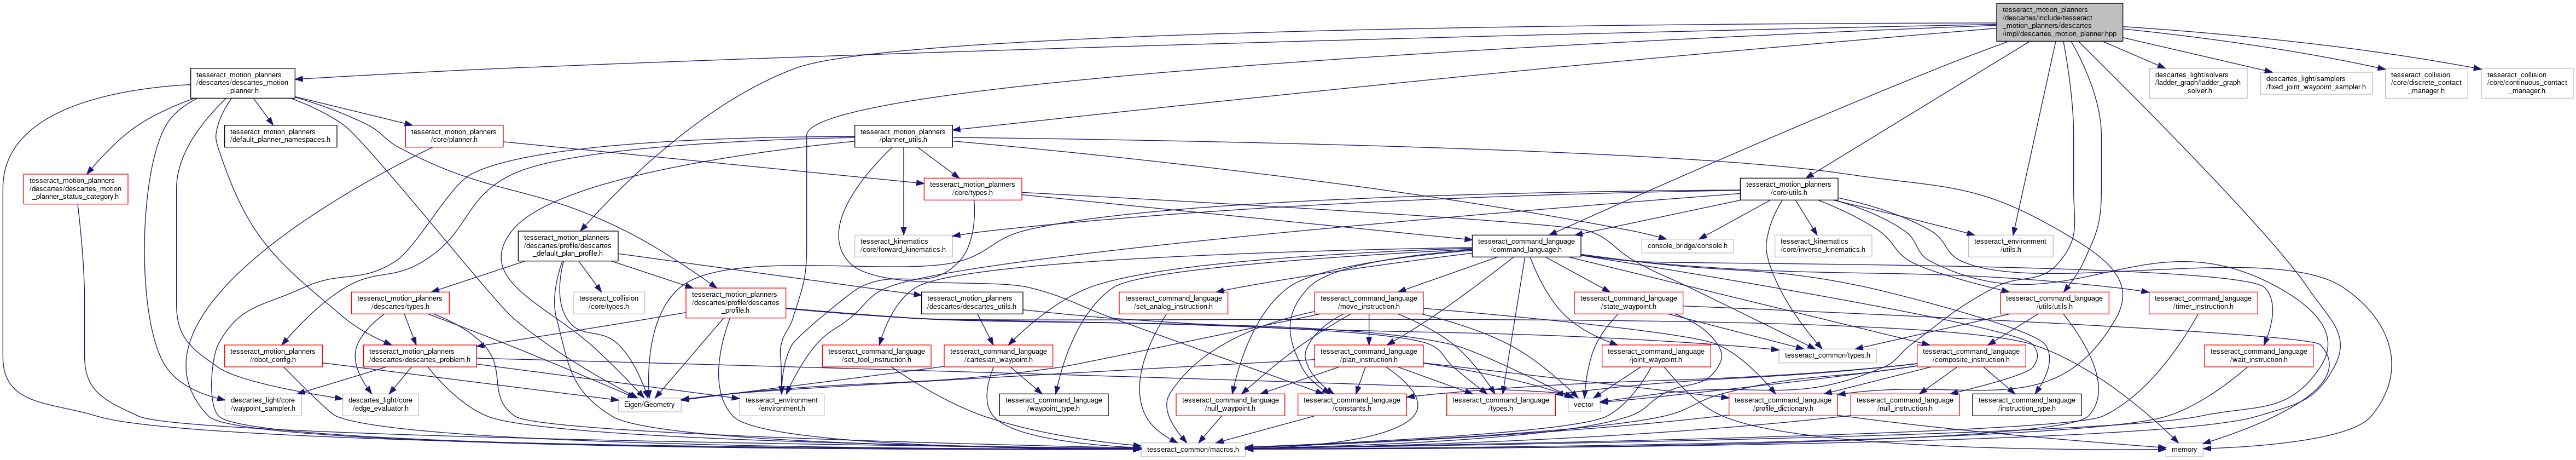 tesseract_motion_planners
/descartes/include/tesseract
_motion_planners/descartes
/impl/descartes_motion_planner.hpp
tesseract_motion_planners
/descartes/descartes_motion
_planner.h
descartes_light/solvers
/ladder_graph/ladder_graph
_solver.h
descartes_light/samplers
/fixed_joint_waypoint_sampler.h
tesseract_collision
/core/discrete_contact
_manager.h
tesseract_collision
/core/continuous_contact
_manager.h
tesseract_motion_planners
/default_planner_namespaces.h
tesseract_motion_planners
/core/planner.h
tesseract_motion_planners
/planner_utils.h
tesseract_motion_planners
/descartes/descartes_motion
_planner_status_category.h
tesseract_motion_planners
/core/types.h
tesseract_motion_planners
/core/utils.h
tesseract_motion_planners
/descartes/profile/descartes
_default_plan_profile.h
tesseract_kinematics
/core/forward_kinematics.h
tesseract_command_language
/command_language.h
console_bridge/console.h
tesseract_kinematics
/core/inverse_kinematics.h
tesseract_environment
/utils.h
tesseract_motion_planners
/descartes/types.h
tesseract_collision
/core/types.h
tesseract_motion_planners
/descartes/profile/descartes
_profile.h
tesseract_motion_planners
/descartes/descartes_utils.h
tesseract_command_language
/set_analog_instruction.h
tesseract_command_language
/move_instruction.h
tesseract_command_language
/state_waypoint.h
tesseract_command_language
/utils/utils.h
tesseract_command_language
/timer_instruction.h
tesseract_motion_planners
/robot_config.h
tesseract_motion_planners
/descartes/descartes_problem.h
tesseract_command_language
/set_tool_instruction.h
tesseract_command_language
/cartesian_waypoint.h
tesseract_command_language
/plan_instruction.h
tesseract_command_language
/joint_waypoint.h
tesseract_common/types.h
tesseract_command_language
/composite_instruction.h
tesseract_command_language
/wait_instruction.h
descartes_light/core
/waypoint_sampler.h
descartes_light/core
/edge_evaluator.h
Eigen/Geometry
tesseract_environment
/environment.h
tesseract_command_language
/waypoint_type.h
tesseract_command_language
/null_waypoint.h
tesseract_command_language
/constants.h
tesseract_command_language
/types.h
vector
tesseract_command_language
/profile_dictionary.h
tesseract_command_language
/null_instruction.h
tesseract_command_language
/instruction_type.h
tesseract_common/macros.h
memory